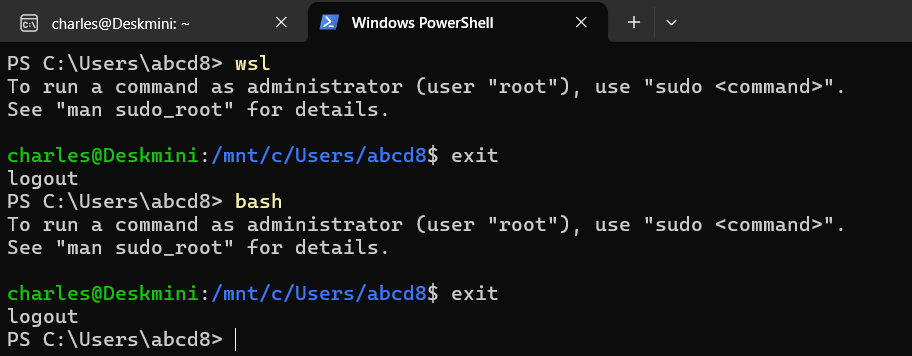 charles@Deskmini: ~
Windows PowerShell
PS C:\Users\abcd8> wsl
To run a command as administrator (user "root"), use "sudo <command>".
See "man sudo_root" for details.
charles@Deskmini:/mnt/c/Users/abcd8$ exit
logout
PS C:\Users\abcd8> bash
To run a command as administrator (user "root"), use "sudo <command>".
See "man sudo_root" for details.
charles@Deskmini:/mnt/c/Users/abcd8$ exit
logout
PS C:\Users\abcd8>